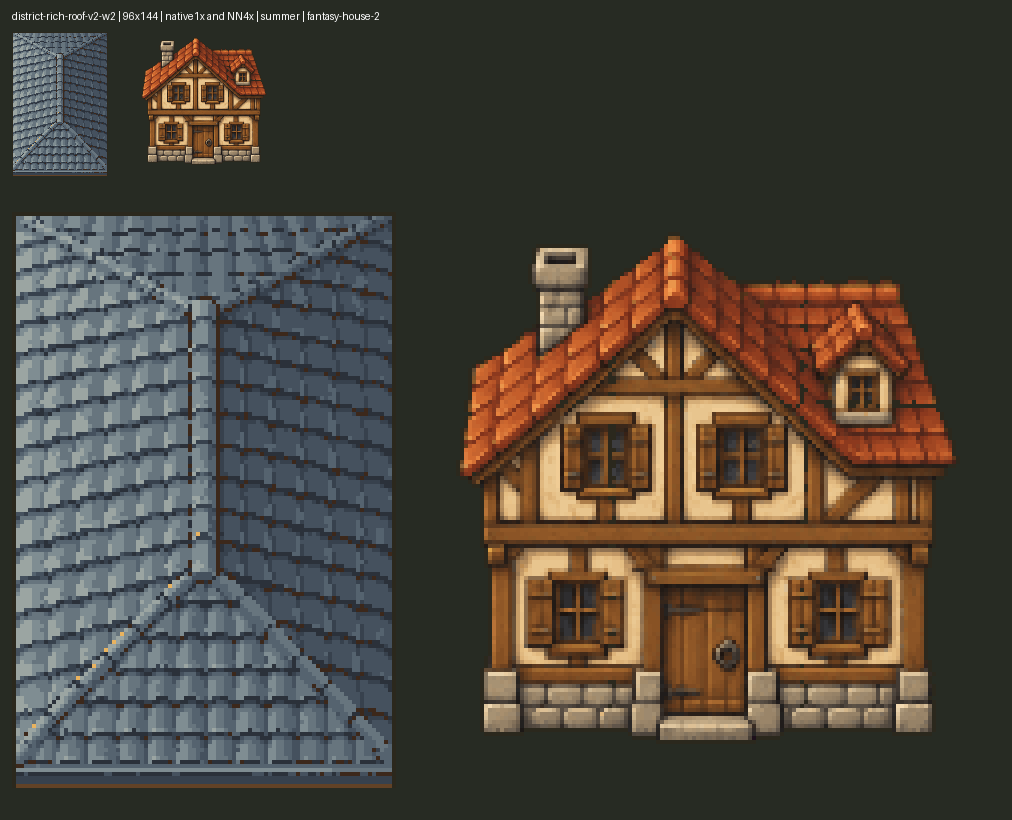 district-rich-roof-v2-w2 | 96x144 | native1x and NN4x | summer | fantasy-house-2